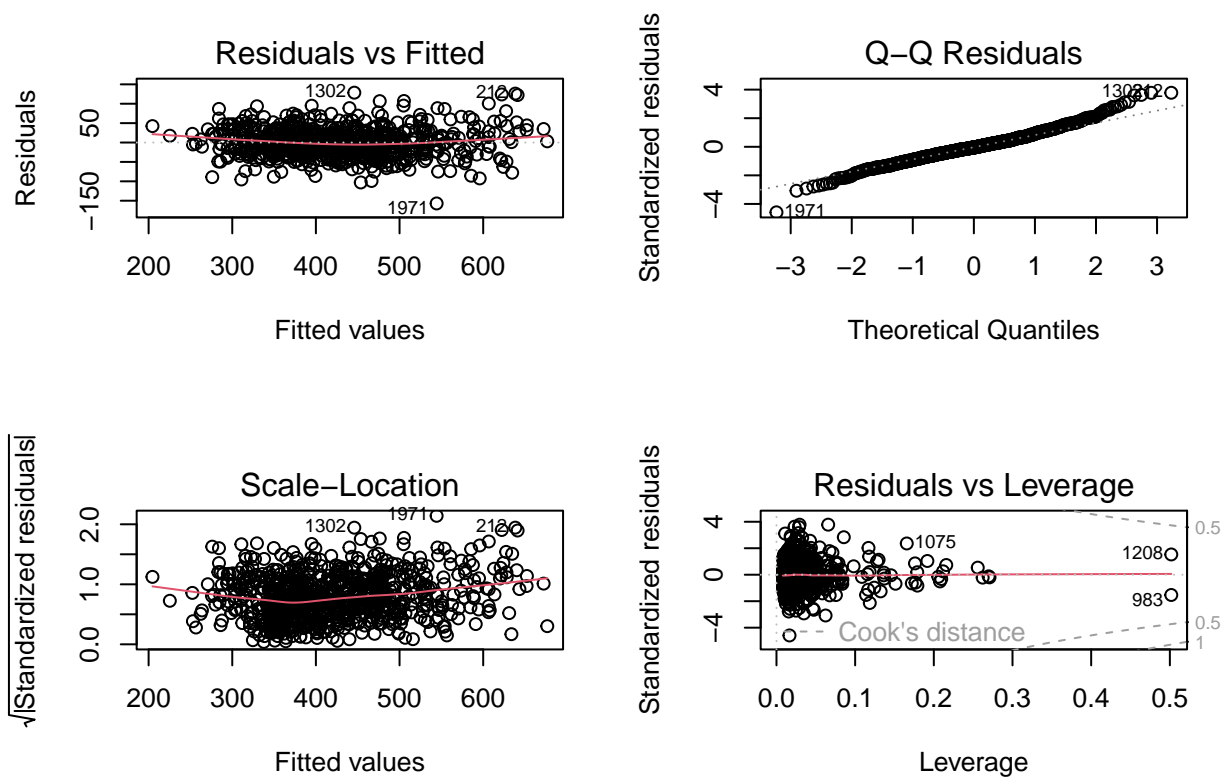 Residuals vs Fitted
Residuals
50
−150
1302
212
1971
200 300 400 500 600
Fitted values
Q−Q Residuals
Standardized residuals
4
0
−4
1302
212
1971
−3 −2 −1 0 1 2 3
Theoretical Quantiles
Scale−Location
√|Standardized residuals|
2.0
1.0
0.0
1971
1302
212
200 300 400 500 600
Fitted values
Residuals vs Leverage
Standardized residuals
4
0
−4
1075
1208
983
0.5
0.5
1
Cook's distance
0.0 0.1 0.2 0.3 0.4 0.5
Leverage